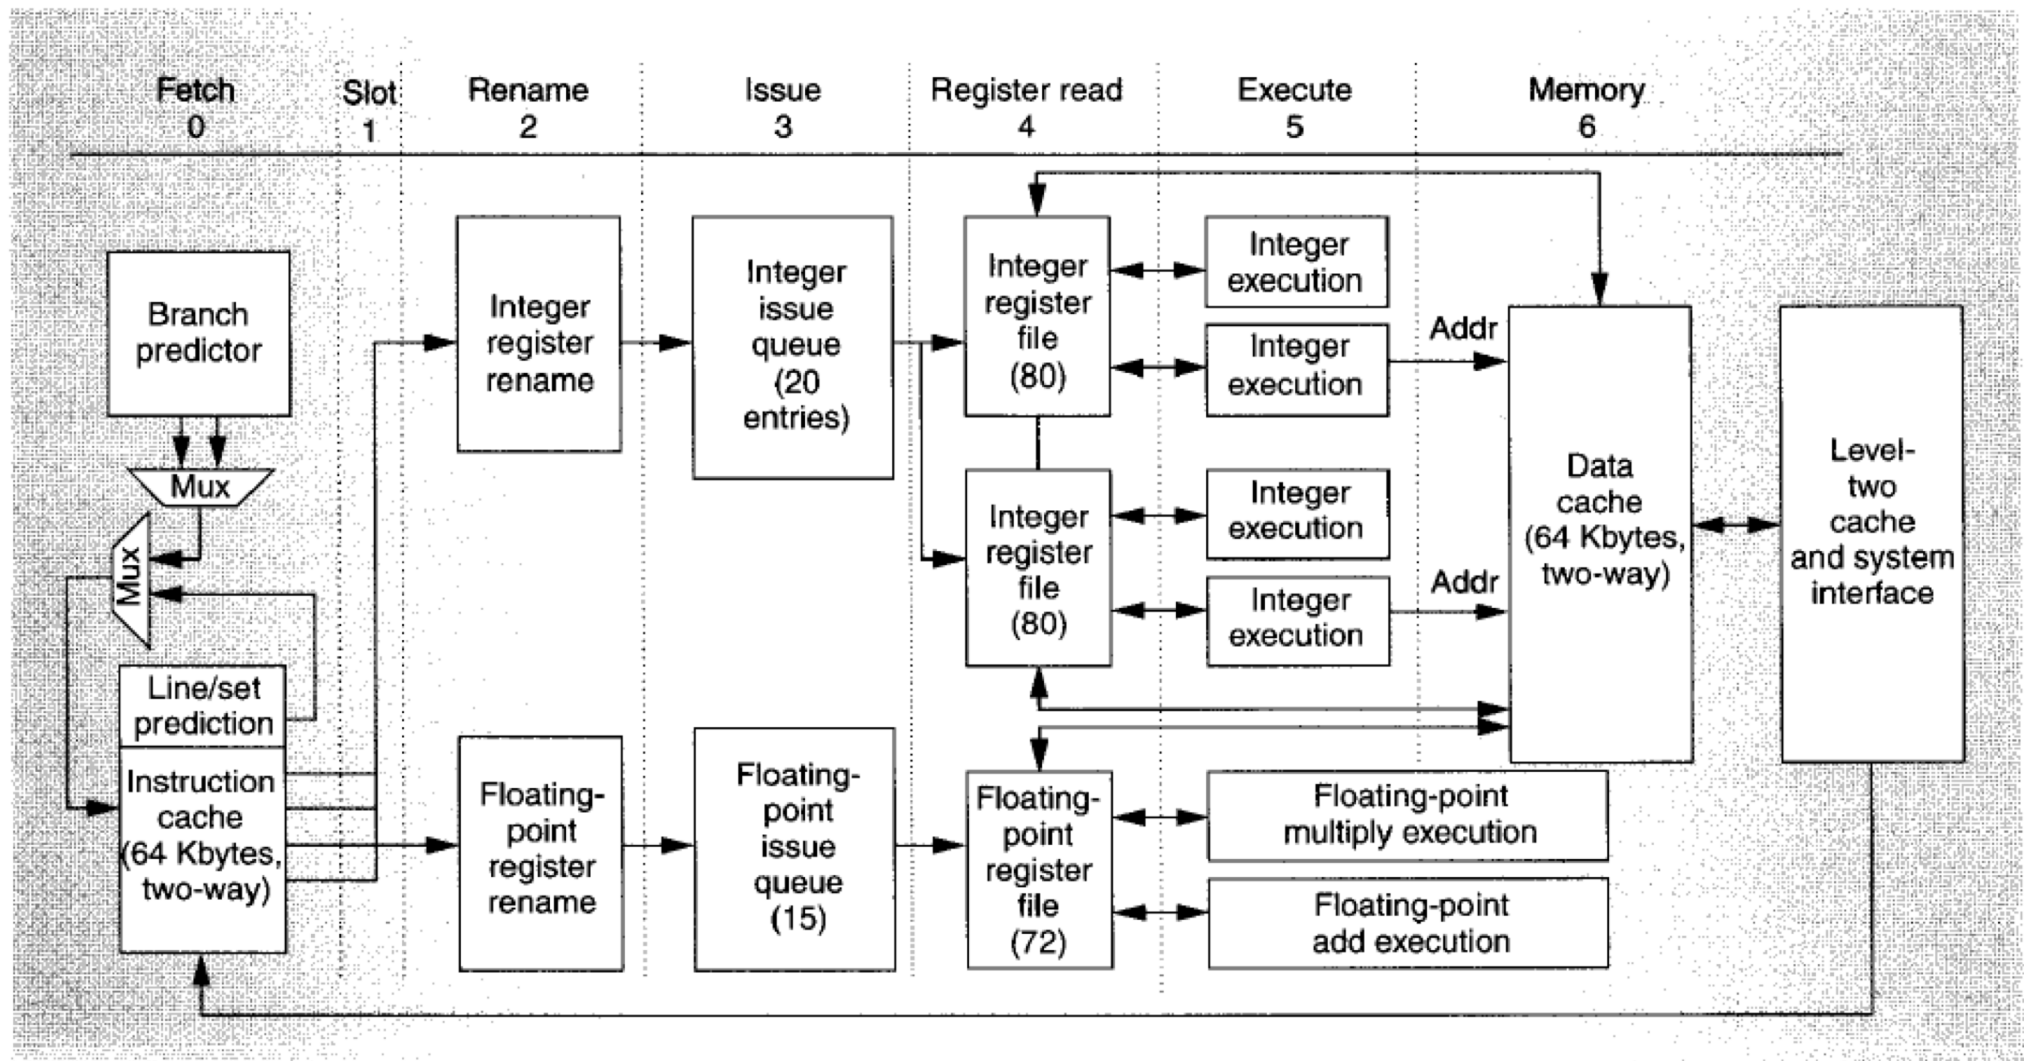 Fetch
0
Slot
1
Rename
2
Issue
3
Register read
4
Execute
5
Memory
6
Branch
predictor
Mux
Mux
Line/set
prediction
Instruction
cache
(64 Kbytes,
two-way)
Integer
register
rename
Floating-
point
register
rename
Integer
issue
queue
(20
entries)
Floating-
point
issue
queue
(15)
Integer
register
file
(80)
Integer
register
file
(80)
Floating-
point
register
file
(72)
Integer
execution
Integer
execution
Integer
execution
Integer
execution
Floating-point
multiply execution
Floating-point
add execution
Addr
Addr
Data
cache
(64 Kbytes,
two-way)
Level-
two
cache
and system
interface